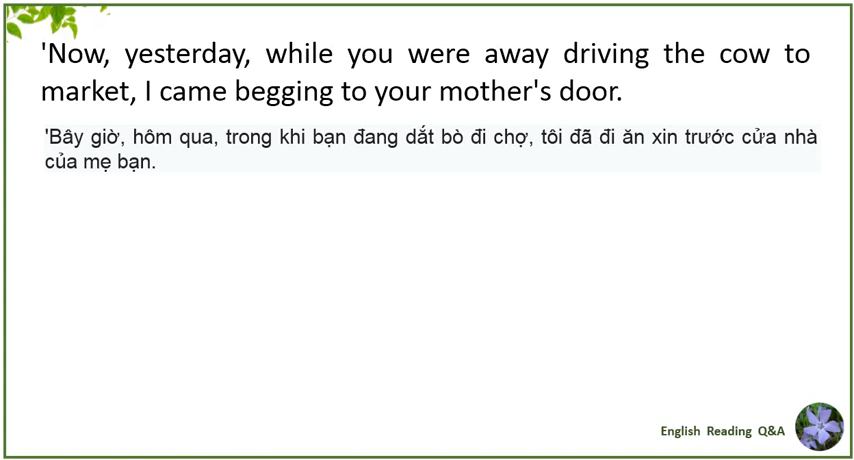 'Now, yesterday, while you were away driving the cow to
market, I came begging to your mother's door.
'Bây giờ, hôm qua, trong khi bạn đang dắt bò đi chợ, tôi đã đi ăn xin trước cửa nhà
của mẹ bạn.
English Reading Q&A